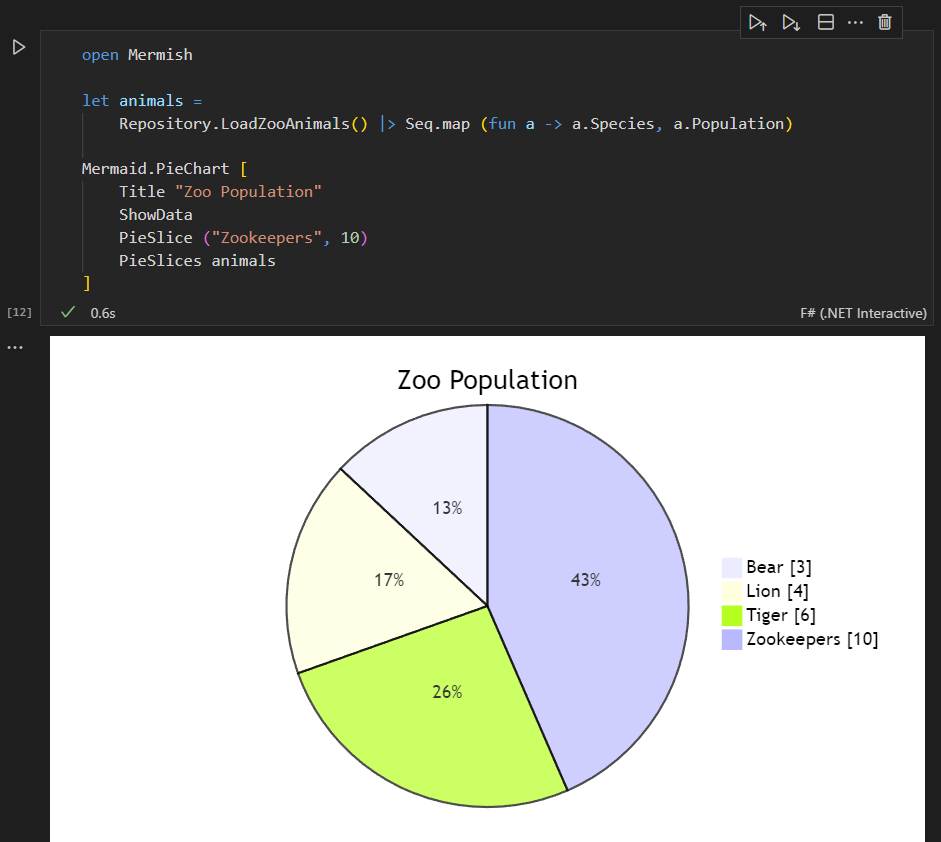 open Mermish
let animals =
Repository.LoadZooAnimals() |> Seq.map (fun a -> a.Species, a.Population)
Mermaid.PieChart [
Title "Zoo Population"
ShowData
PieSlice ("Zookeepers", 10)
PieSlices animals
]
[12]
0.6s
F# (.NET Interactive)
Zoo Population
13%
17%
43%
26%
Bear [3]
Lion [4]
Tiger [6]
Zookeepers [10]